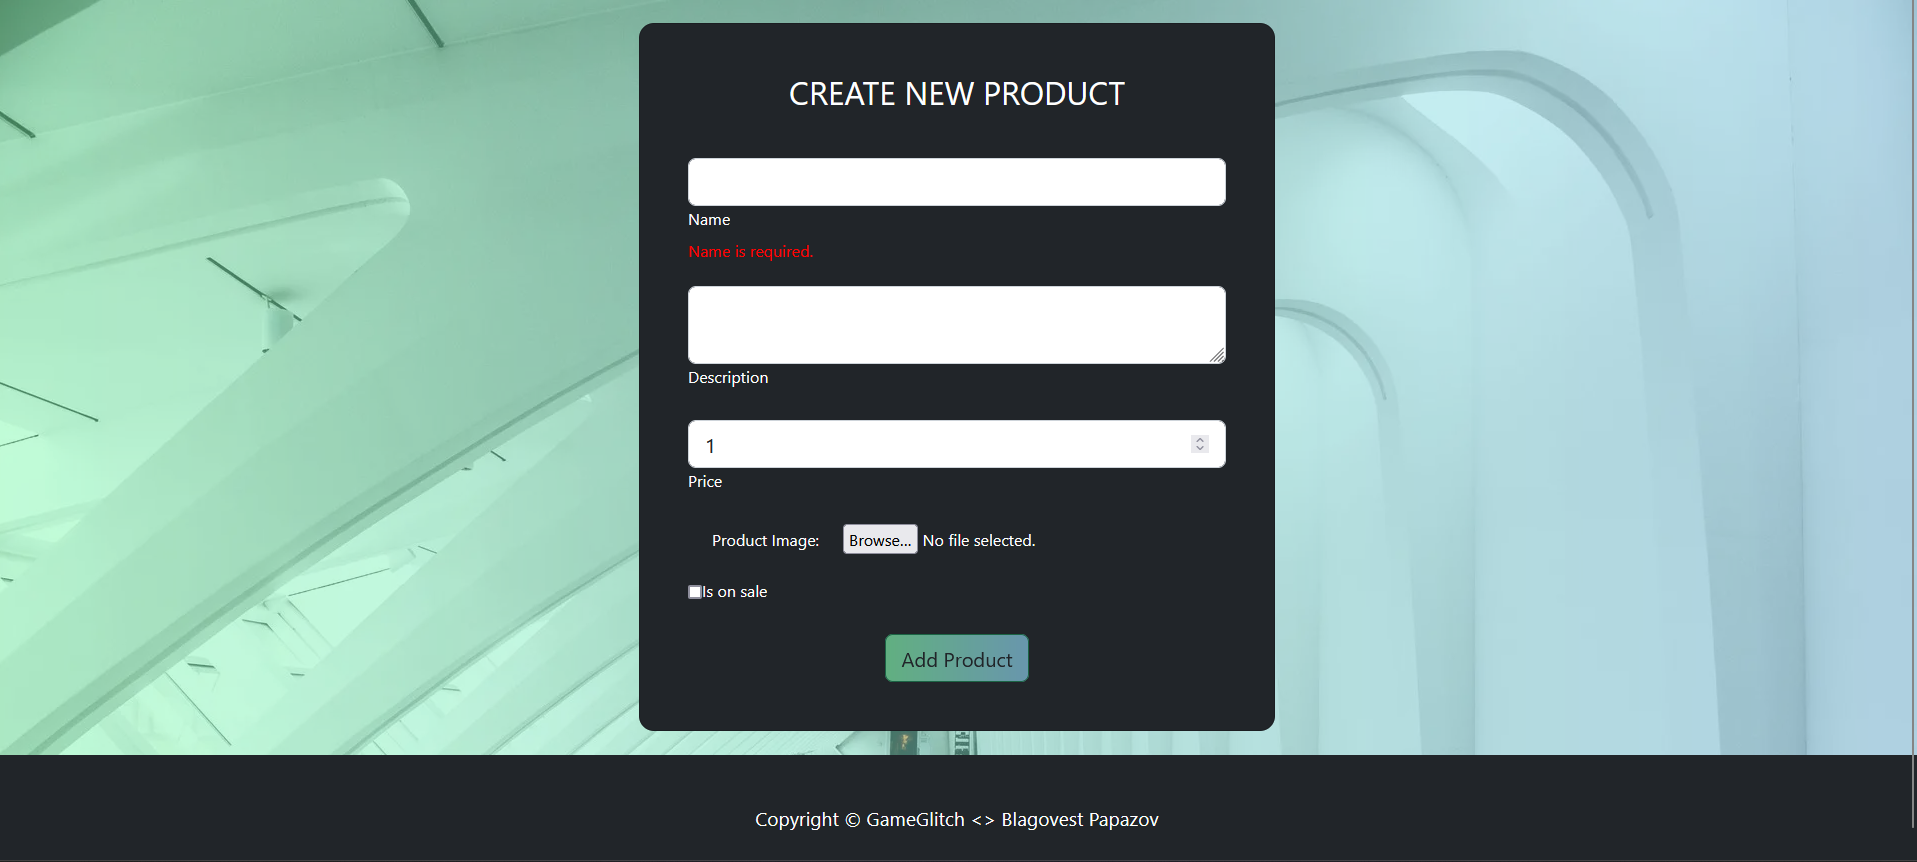 CREATE NEW PRODUCT
Name
Name is required.
Description
1
Price
Product Image: Browse... No file selected.
Is on sale
Add Product
Copyright © GameGlitch <> Blagovest Papazov